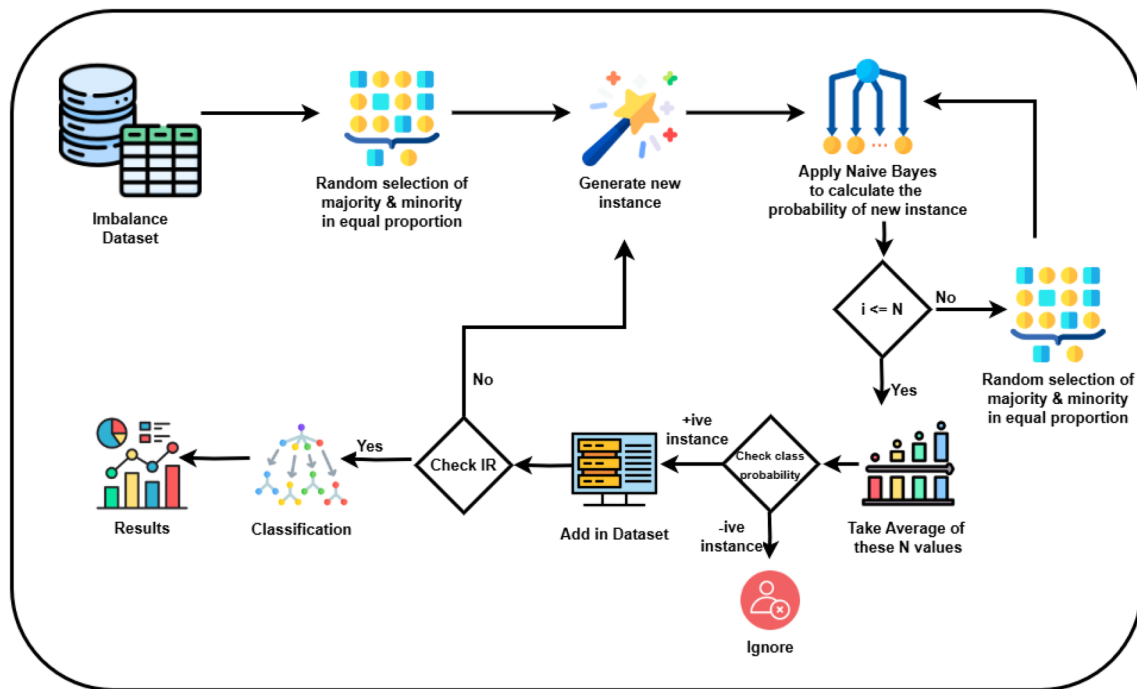 Imbalance
Dataset
Random selection of
majority & minority
in equal proportion
Generate new
instance
Apply Naive Bayes
to calculate the
probability of new instance
i <= N
No
Random selection of
majority & minority
in equal proportion
Yes
Take Average of
these N values
Check class
probability
+ive
instance
-ive
instance
Ignore
Add in Dataset
Check IR
No
Yes
Classification
Results